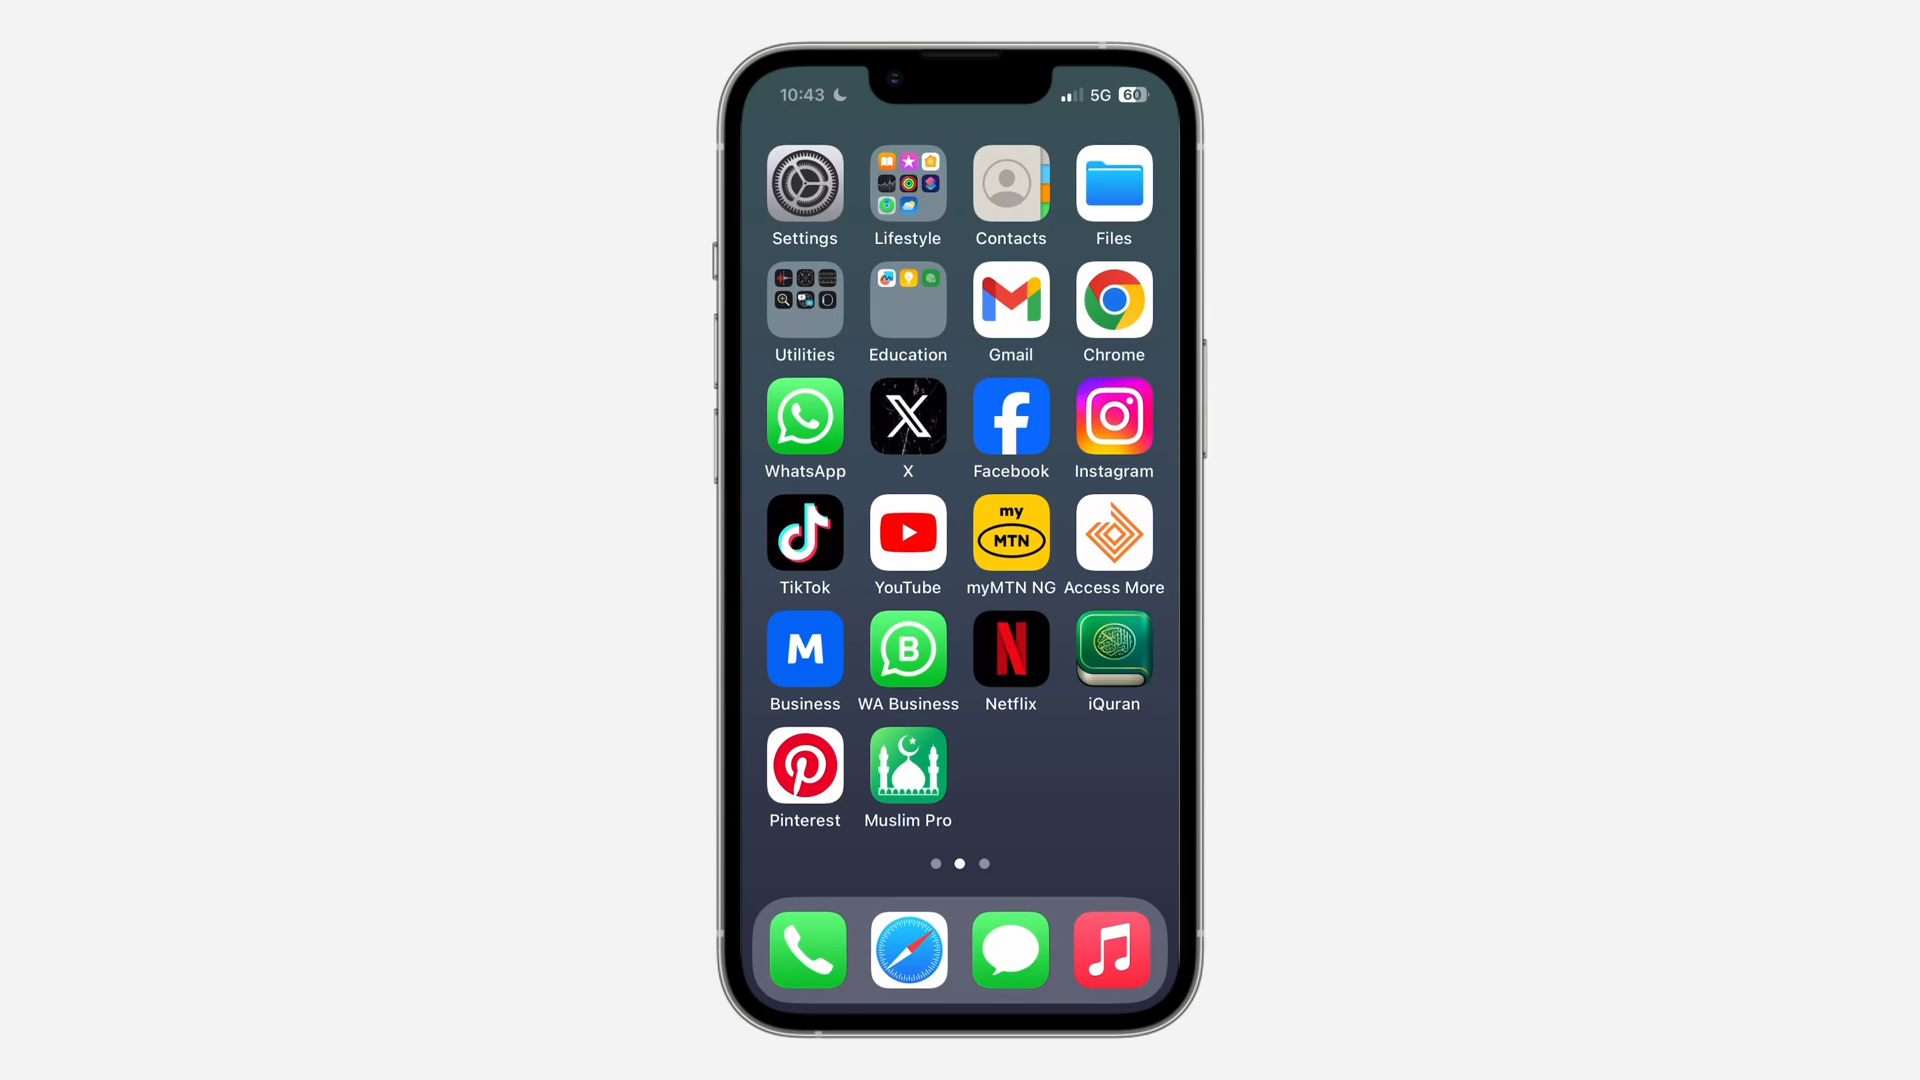 10:43 5G 60
Settings Lifestyle Contacts Files
Utilities Education Gmail Chrome
WhatsApp X Facebook Instagram
my
MTN
TikTok YouTube myMTN NG Access More
M B N
Business WA Business Netflix iQuran
Pinterest Muslim Pro